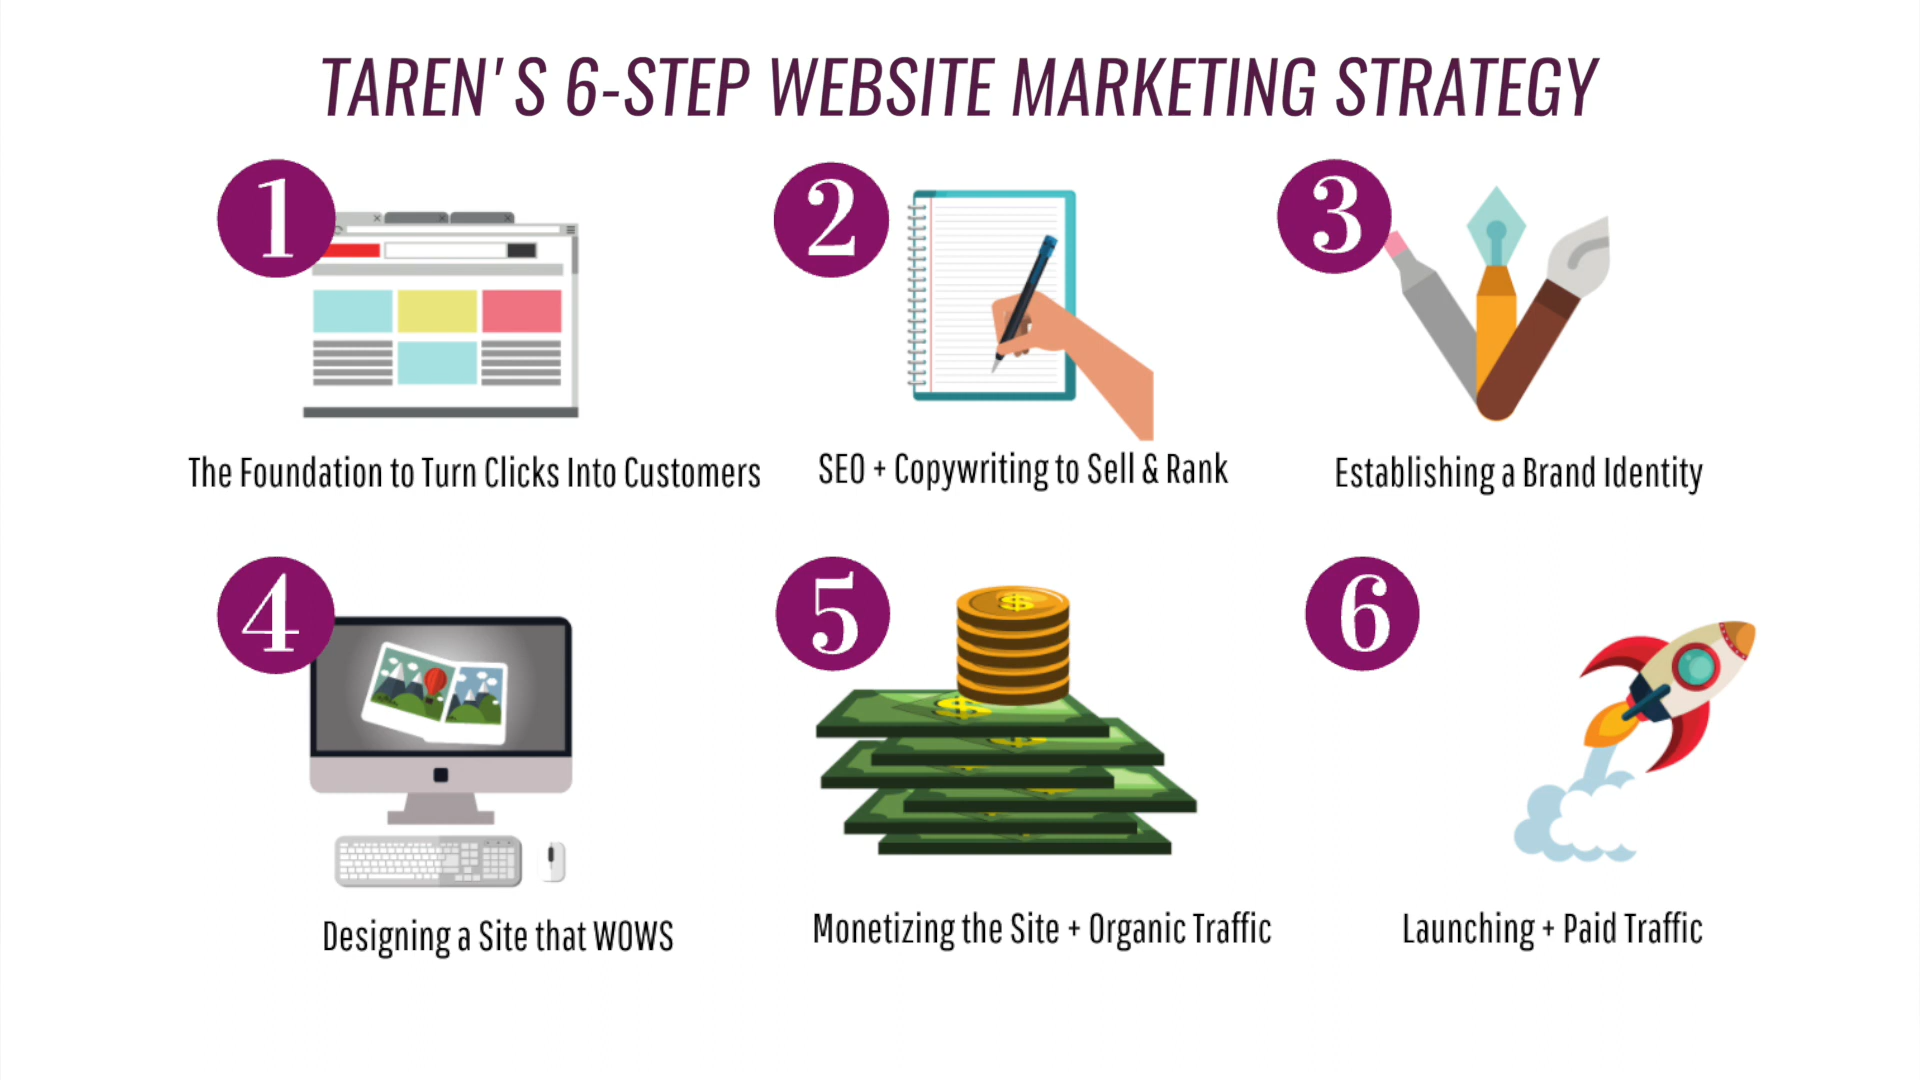 TAREN'S 6-STEP WEBSITE MARKETING STRATEGY
1
2
3
The Foundation to Turn Clicks Into Customers
SEO + Copywriting to Sell & Rank
Establishing a Brand Identity
4
5
6
Designing a Site that WOWS
Monetizing the Site + Organic Traffic
Launching + Paid Traffic